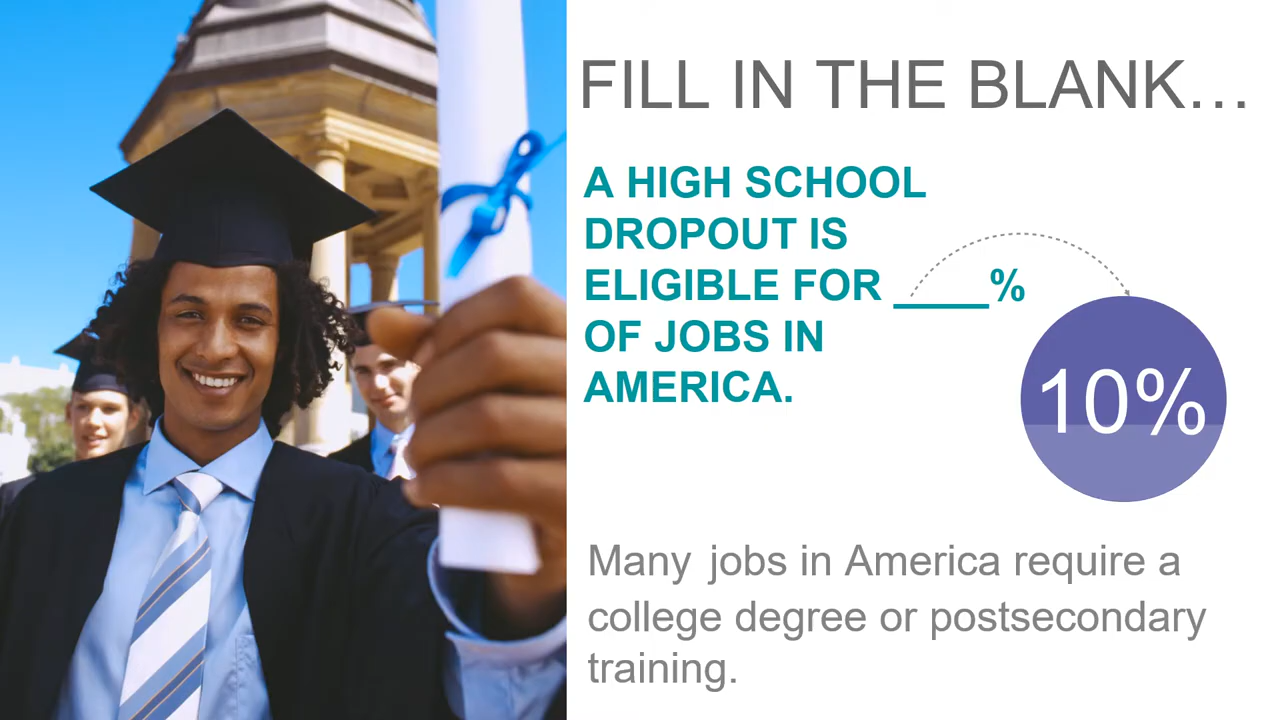 FILL IN THE BLANK…
A HIGH SCHOOL
DROPOUT IS
ELIGIBLE FOR _____%
OF JOBS IN
AMERICA.
10%
Many jobs in America require a
college degree or postsecondary
training.